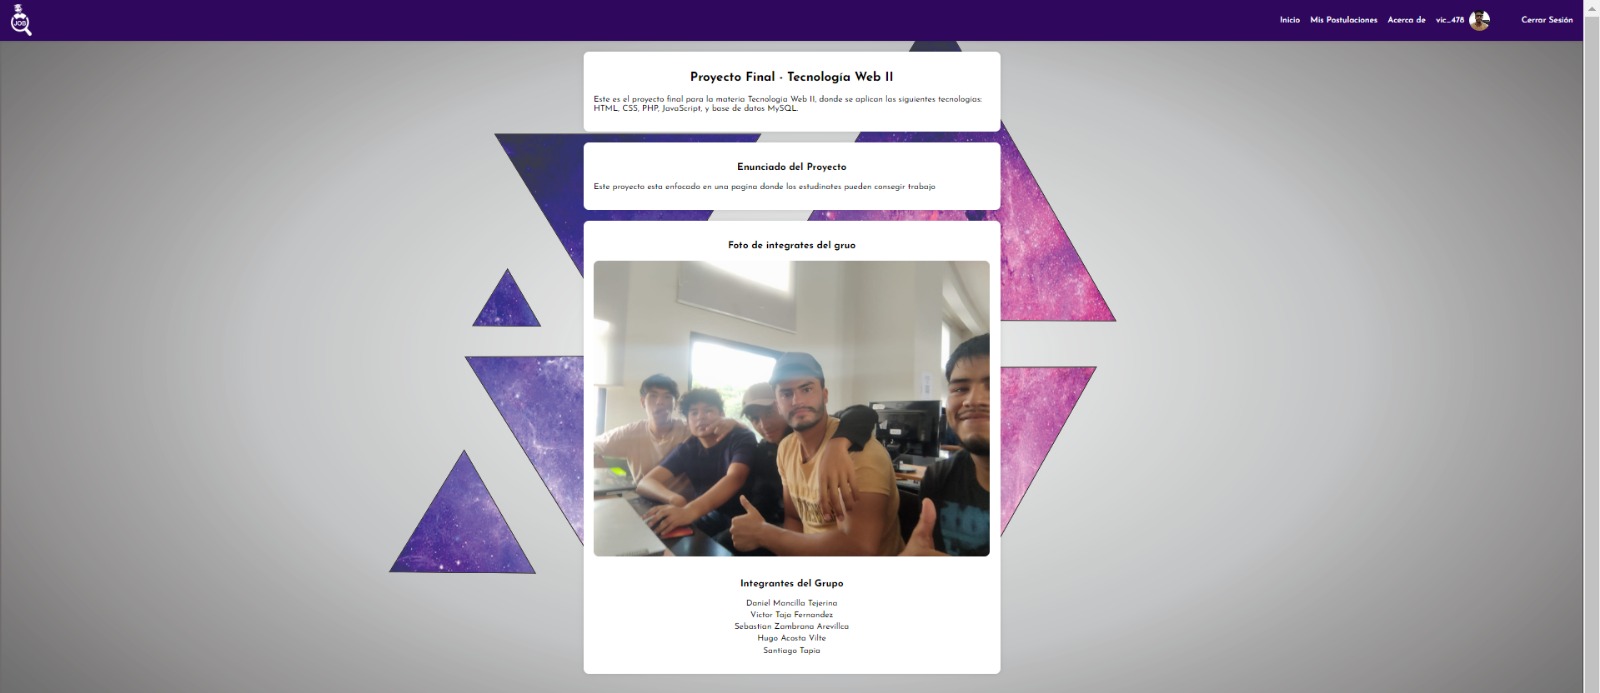 JOB
Inicio Mis Postulaciones Acerca de vic_478 Cerrar Sesión
Proyecto Final - Tecnología Web II
Este es el proyecto final para la materia Tecnología Web II, donde se aplican las siguientes tecnologías:
HTML, CSS, PHP, JavaScript, y base de datos MySQL.
Enunciado del Proyecto
Este proyecto esta enfocado en una pagina donde los estudinates pueden consegir trabajo
Foto de integrates del gruo
Integrantes del Grupo
Daniel Mancilla Tejerina
Victor Taja Fernandez
Sebastian Zambrana Arevillca
Hugo Acosta Vilte
Santiago Tapia